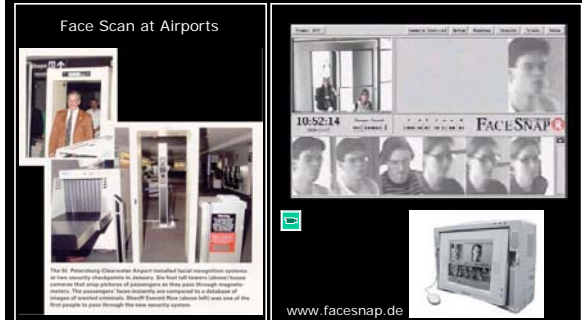 Face Scan at Airports
The St. Petersburg-Clearwater Airport installed facial recognition systems
at two security checkpoints in January. Six foot tall towers (above) house
cameras that snap pictures of passengers as they pass through magneto-
meters. The passengers' faces instantly are compared to a database of
images of wanted criminals. Sheriff Everett Rice (above left) was one of the
first people to pass through the new security system.
10:52:14
FACESNAP
www.facesnap.de